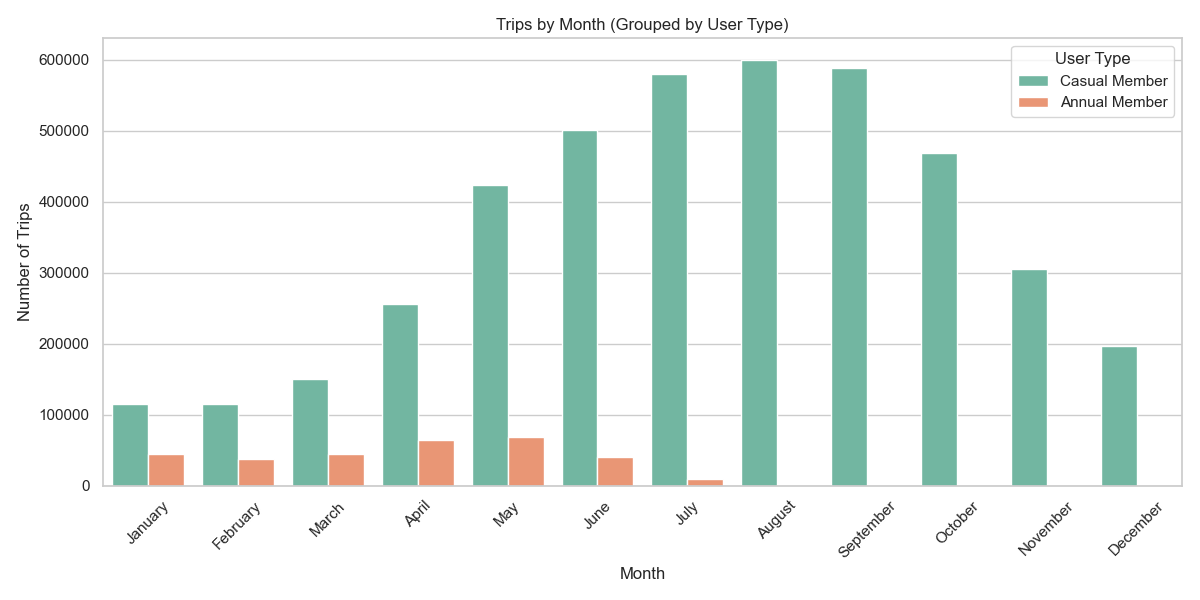 Trips by Month (Grouped by User Type)
User Type
Casual Member
Annual Member
Number of Trips
600000
500000
400000
300000
200000
100000
0
January
February
March
April
May
June
July
August
September
October
November
December
Month